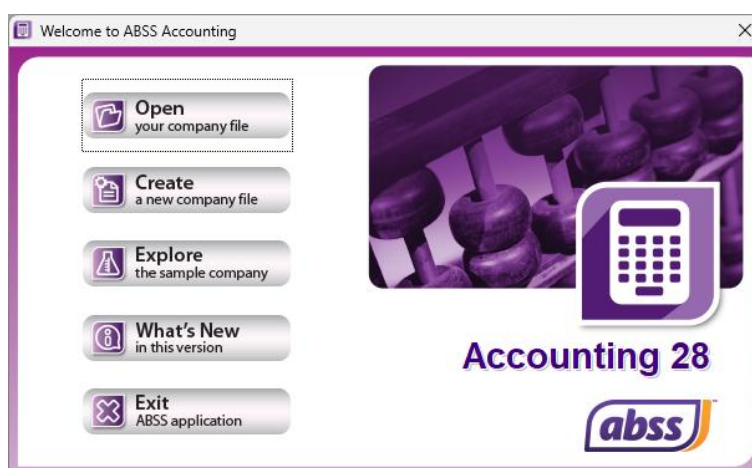 Welcome to ABSS Accounting
Open
your company file
Create
a new company file
Explore
the sample company
What's New
in this version
Exit
ABSS application
Accounting 28
abss